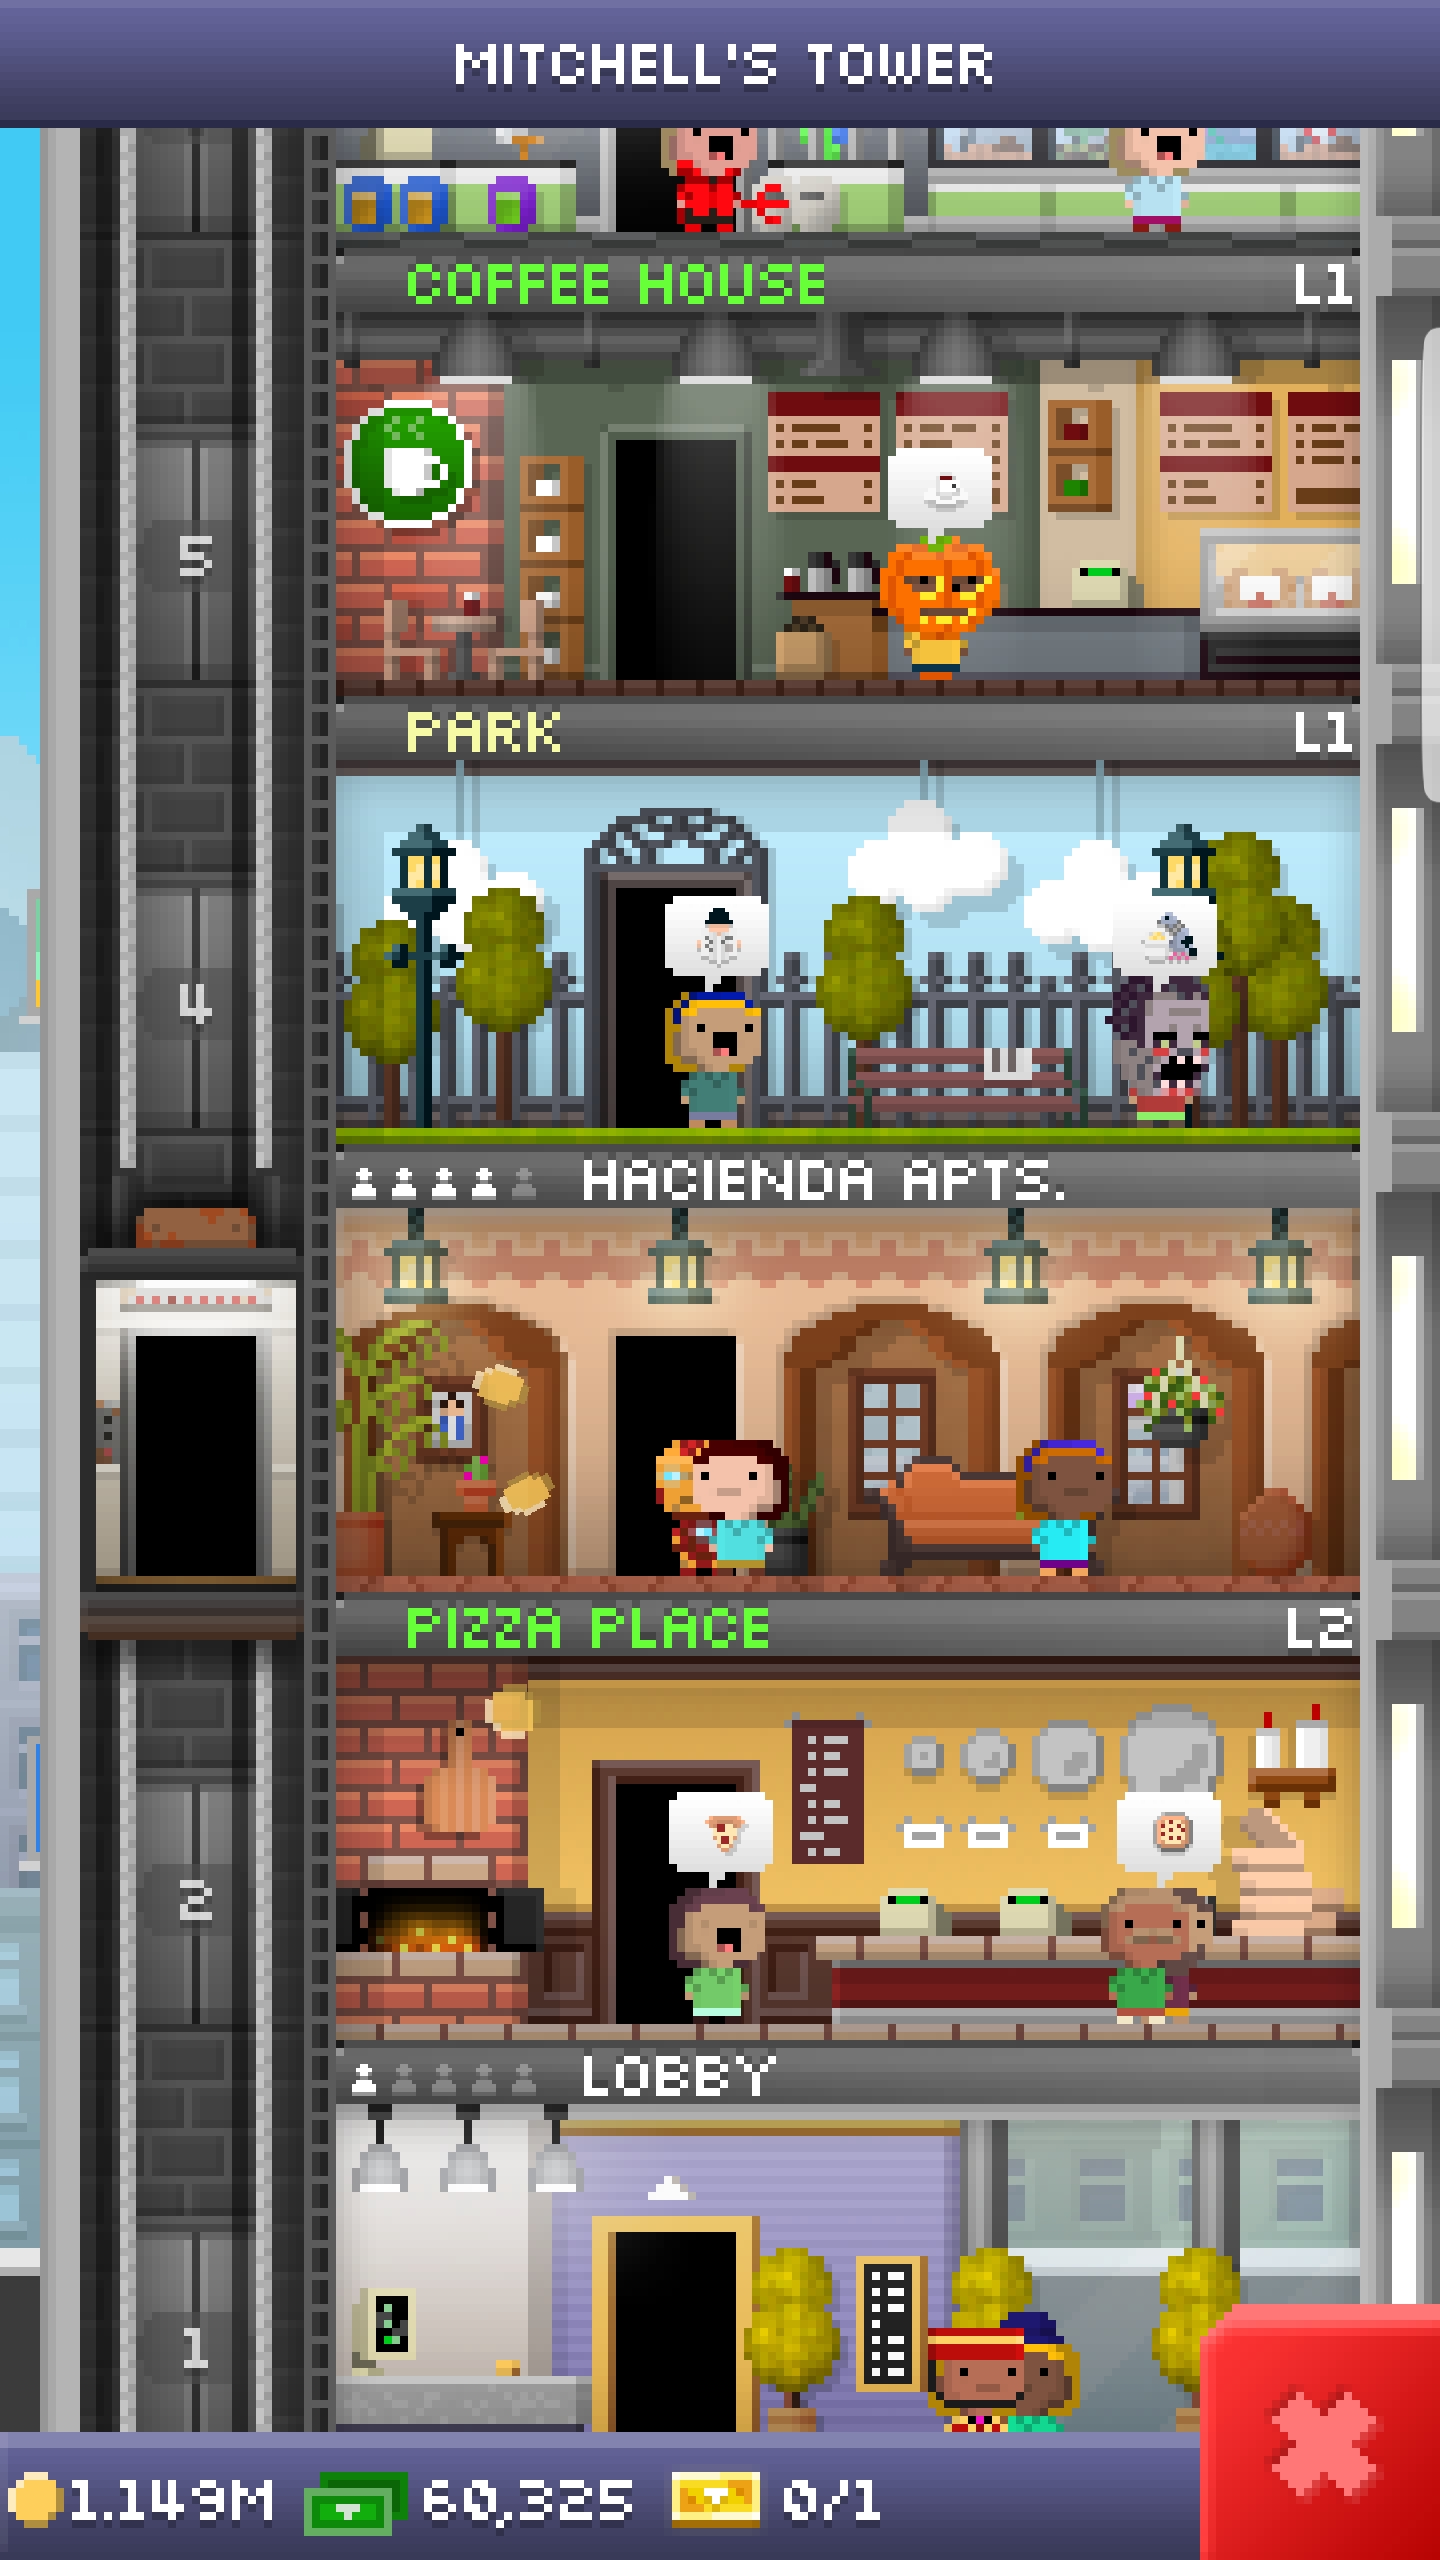 MITCHELL'S TOWER
COFFEE HOUSE L1
5
PARK L1
4
HACIENDA APTS.
PIZZA PLACE L2
2
LOBBY
1
1.149M 60,325 0/1